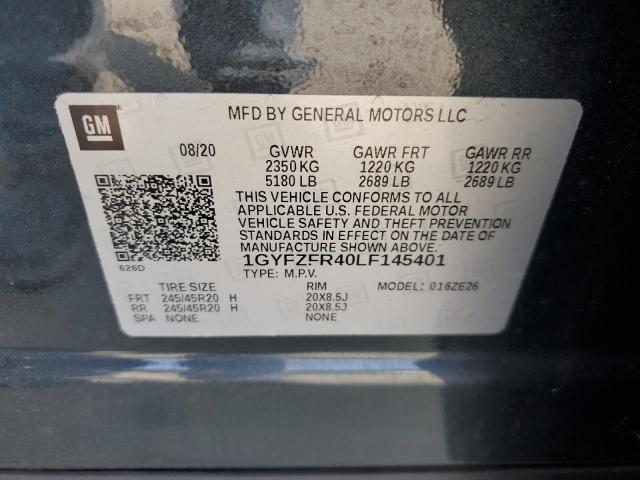 GM
MFD BY GENERAL MOTORS LLC
08/20 GVWR GAWR FRT GAWR RR
2350 KG 1220 KG 1220 KG
5180 LB 2689 LB 2689 LB
THIS VEHICLE CONFORMS TO ALL
APPLICABLE U.S. FEDERAL MOTOR
VEHICLE SAFETY AND THEFT PREVENTION
STANDARDS IN EFFECT ON THE DATE OF
MANUFACTURE SHOWN ABOVE.
626D 1GYFZFR40LF145401
TYPE: M.P.V.
TIRE SIZE RIM MODEL: 016ZE26
FRT 245/45R20 H 20X8.5J
RR 245/45R20 H 20X8.5J
SPA NONE NONE